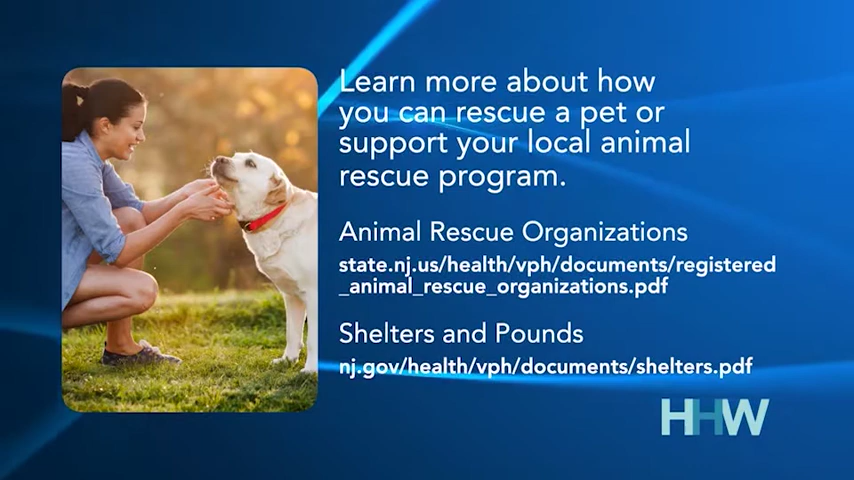 Learn more about how
you can rescue a pet or
support your local animal
rescue program.
Animal Rescue Organizations
state.nj.us/health/vph/documents/registered
_animal_rescue_organizations.pdf
Shelters and Pounds
nj.gov/health/vph/documents/shelters.pdf
HHW